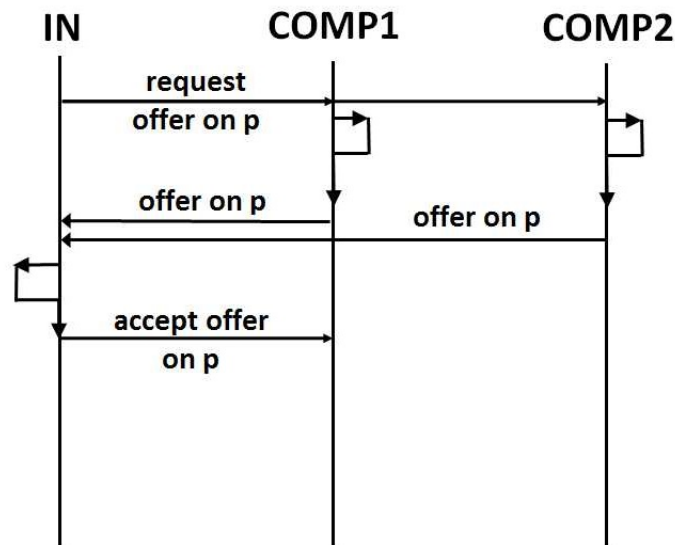 IN COMP1 COMP2
request
offer on p
offer on p
offer on p
accept offer
on p